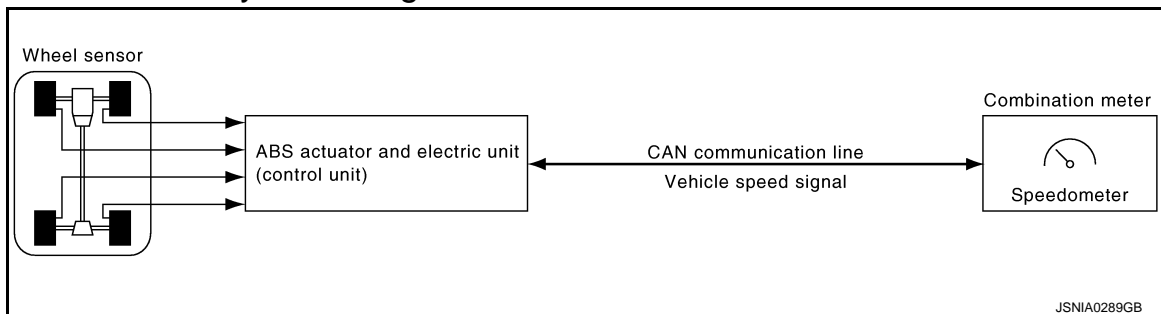 Wheel sensor
ABS actuator and electric unit
(control unit)
CAN communication line
Vehicle speed signal
Combination meter
Speedometer
JSNIA0289GB